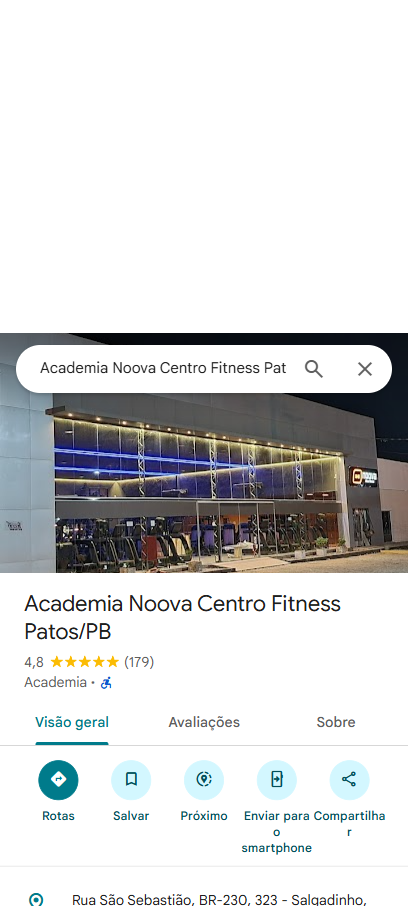 Academia Noova Centro Fitness Pat
Academia Noova Centro Fitness
Patos/PB
4,8 (179)
Academia ·
Visão geral
Avaliações
Sobre
Rotas
Salvar
Próximo
Enviar para
o
smartphone
Compartilha
r
Rua São Sebastião, BR-230, 323 - Salgadinho,